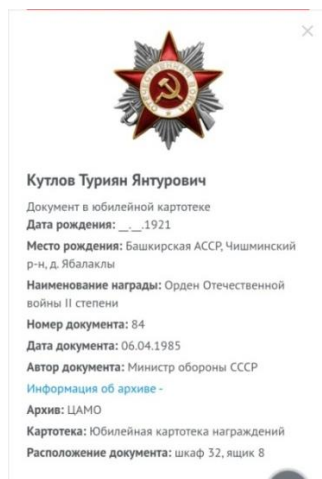 ОТЕЧЕСТВЕННАЯ ВОЙНА
Кутлов Туриян Янтурович
Документ в юбилейной картотеке
Дата рождения: __.__.1921
Место рождения: Башкирская АССР, Чишминский
р-н, д. Ябалаклы
Наименование награды: Орден Отечественной
войны II степени
Номер документа: 84
Дата документа: 06.04.1985
Автор документа: Министр обороны СССР
Информация об архиве -
Архив: ЦАМО
Картотека: Юбилейная картотека награждений
Расположение документа: шкаф 32, ящик 8